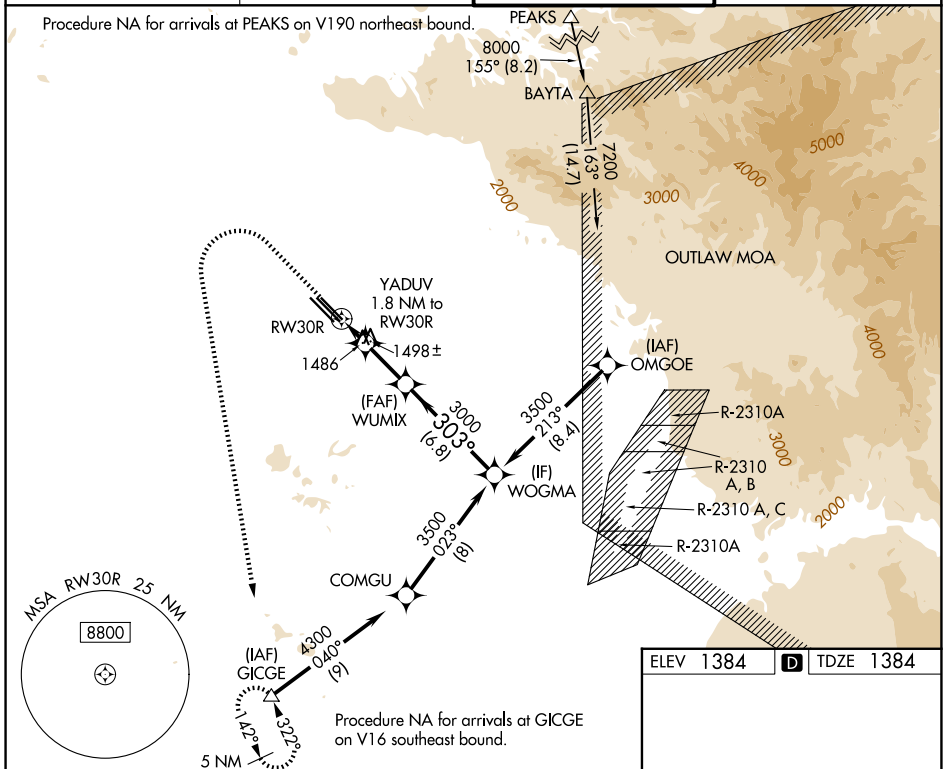 Procedure NA for arrivals at PEAKS on V190 northeast bound.
PEAKS
8000
155° (8.2)
BAYTA
7200
163°
(14.7)
5000
4000
3000
2000
OUTLAW MOA
YADUV
1.8 NM to
RW30R
RW30R
1486
1498±
(IAF)
OMGOE
4000
(FAF)
WUMIX
3000
303°
(6.8)
3500
213°
(8.4)
R-2310A
3000
(IF)
WOGMA
R-2310
A, B
R-2310 A, C
2000
R-2310A
3500
023°
(8)
COMGU
MSA RW30R 25 NM
8800
4300
040°
(9)
(IAF)
GICGE
142°
322°
5 NM
Procedure NA for arrivals at GICGE
on V16 southeast bound.
ELEV 1384 D TDZE 1384